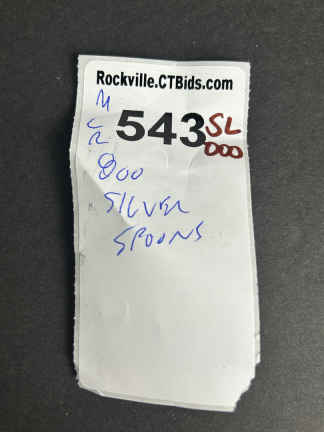 Rockville.CTBids.com
M
C
R
543
SL
000
800
SILVER
SPOONS